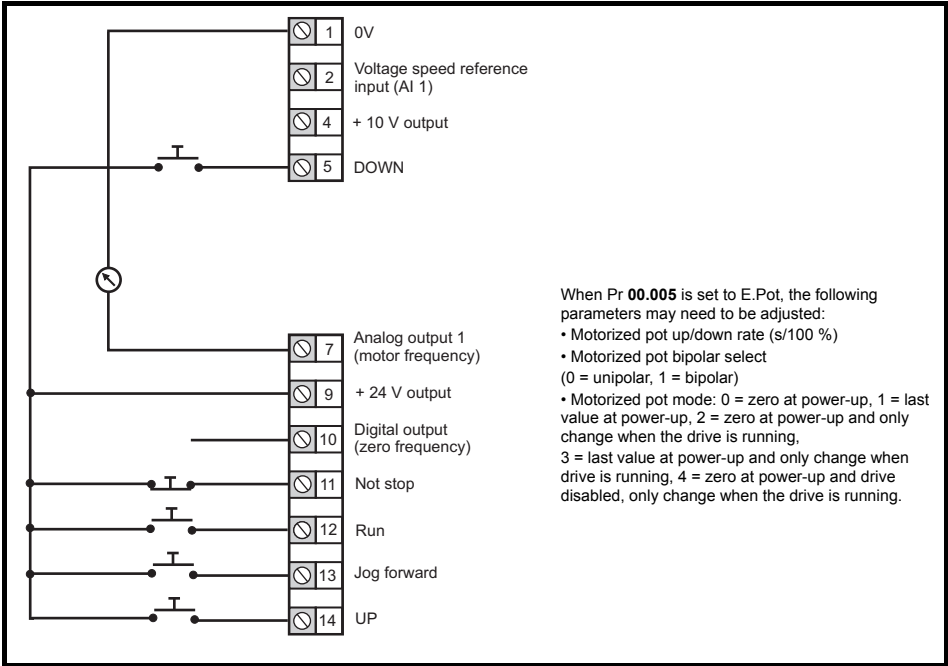 1 0V
2 Voltage speed reference
input (AI 1)
4 + 10 V output
5 DOWN
7 Analog output 1
(motor frequency)
9 + 24 V output
10 Digital output
(zero frequency)
11 Not stop
12 Run
13 Jog forward
14 UP
When Pr 00.005 is set to E.Pot, the following
parameters may need to be adjusted:
• Motorized pot up/down rate (s/100 %)
• Motorized pot bipolar select
(0 = unipolar, 1 = bipolar)
• Motorized pot mode: 0 = zero at power-up, 1 = last
value at power-up, 2 = zero at power-up and only
change when the drive is running,
3 = last value at power-up and only change when
drive is running, 4 = zero at power-up and drive
disabled, only change when the drive is running.